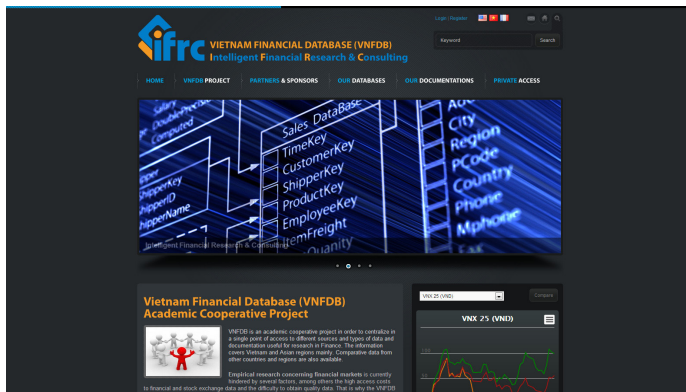 Login | Register
ifrc
VIETNAM FINANCIAL DATABASE (VNFDB)
Intelligent Financial Research & Consulting
Keyword
Search
HOME
VNFDB PROJECT
PARTNERS & SPONSORS
OUR DATABASES
OUR DOCUMENTATIONS
PRIVATE ACCESS
Salary
DoublePrecision
Computed
ShipperKey
ShipperID
ShipperName
Sales DataBase
TimeKey
CustomerKey
ShipperKey
ProductKey
EmployeeKey
ItemFreight
City
Region
PCode
Country
Phone
Mphone
Fax
Intelligent Financial Research & Consulting
Vietnam Financial Database (VNFDB)
Academic Cooperative Project
VNFDB is an academic cooperative project in order to centralize in
a single point of access to different sources and types of data and
documentation useful for research in Finance. The information
covers Vietnam and Asian regions mainly. Comparative data from
other countries and regions are also available.
Empirical research concerning financial markets is currently
hindered by several factors, among others the high access costs
to financial and stock exchange data and the difficulty to obtain quality data. That is why the VNFDB
VNX 25 (VND)
Compare
VNX 25 (VND)